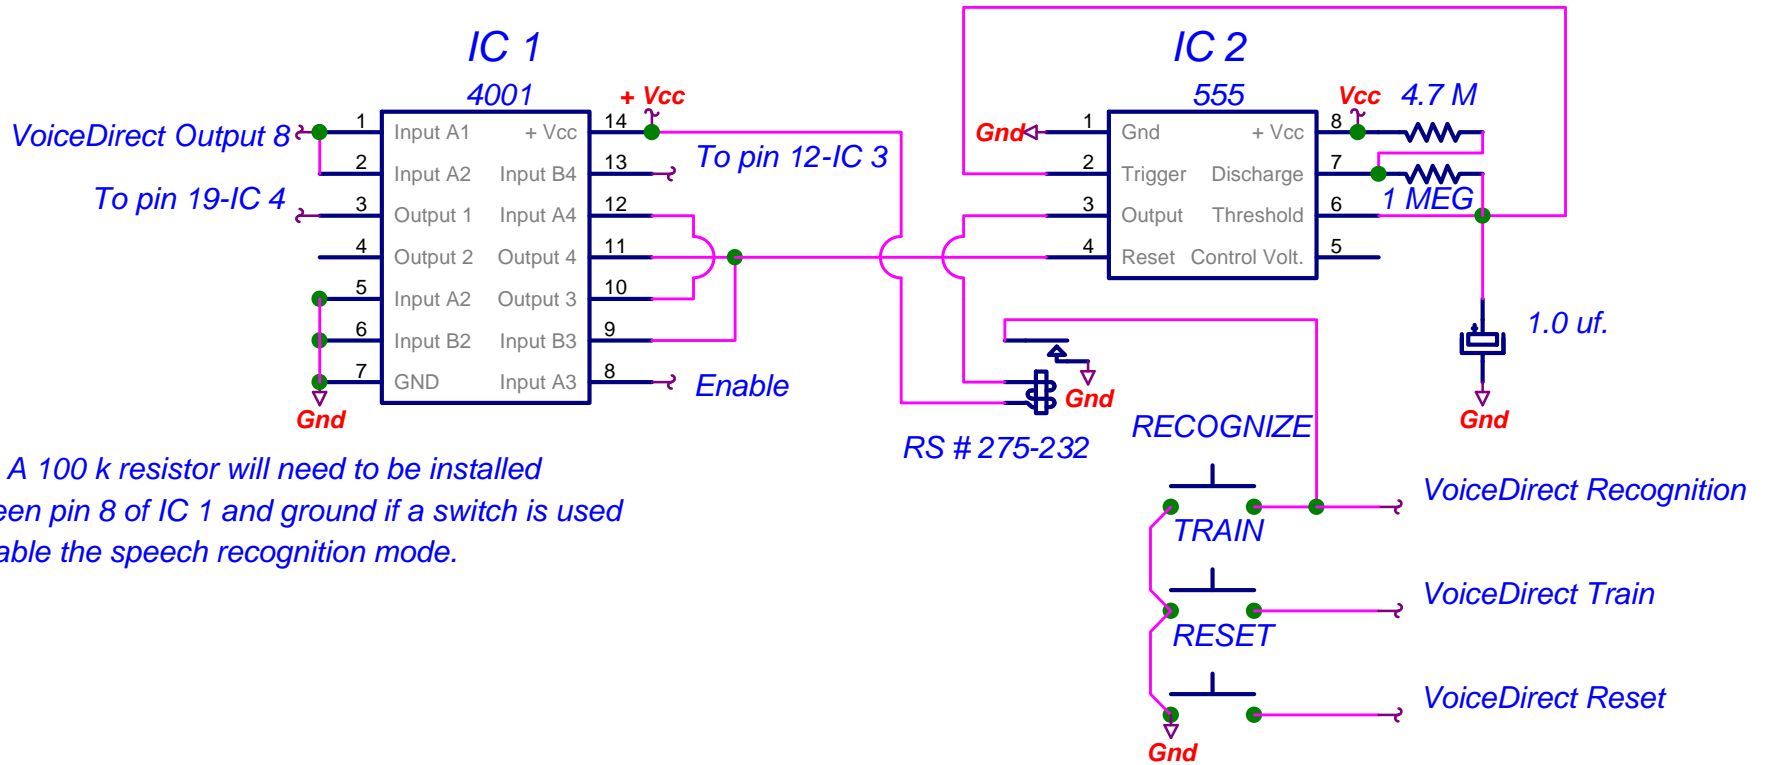 IC 1
4001
+ Vcc
VoiceDirect Output 8
To pin 19-IC 4
1 Input A1 + Vcc 14
2 Input A2 Input B4 13
3 Output 1 Input A4 12
4 Output 2 Output 4 11
5 Input A2 Output 3 10
6 Input B2 Input B3 9
7 GND Input A3 8
To pin 12-IC 3
Enable
Gnd
A 100 k resistor will need to be installed
een pin 8 of IC 1 and ground if a switch is used
able the speech recognition mode.
IC 2
555
Vcc 4.7 M
Gnd
1 Gnd + Vcc 8
2 Trigger Discharge 7
3 Output Threshold 6
4 Reset Control Volt. 5
1 MEG
1.0 uf.
Gnd
Gnd
RS # 275-232
RECOGNIZE
VoiceDirect Recognition
TRAIN
VoiceDirect Train
RESET
VoiceDirect Reset
Gnd